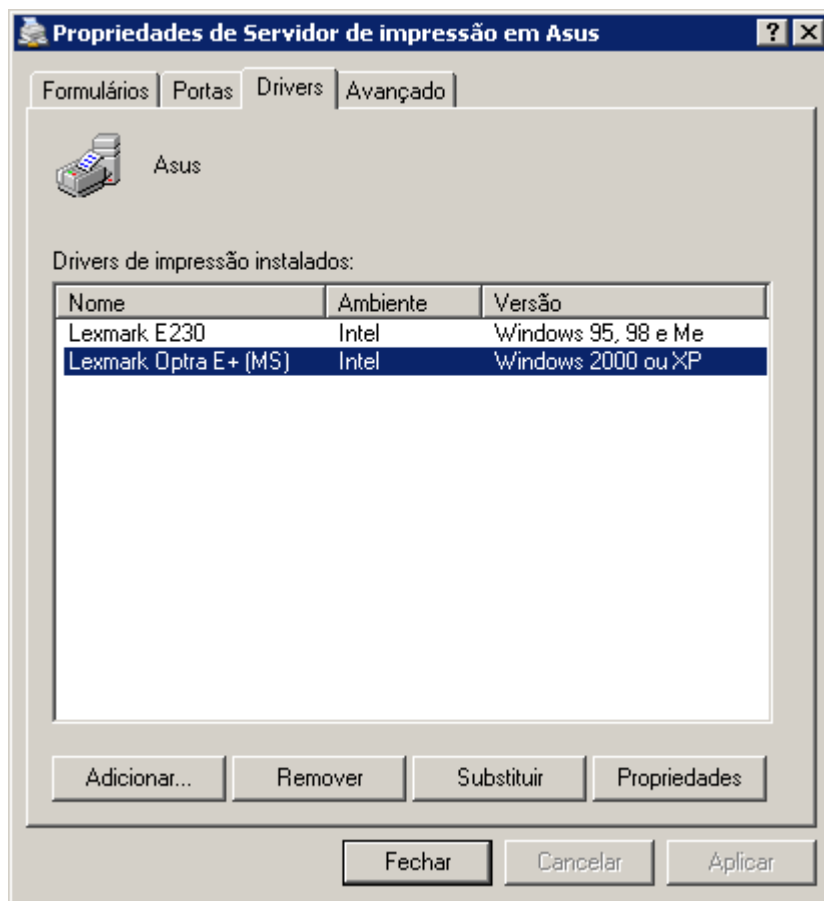 Propriedades de Servidor de impressão em Asus
Formulários Portas Drivers Avançado
Asus
Drivers de impressão instalados:
Nome Ambiente Versão
Lexmark E230 Intel Windows 95, 98 e Me
Lexmark Optra E+ (MS) Intel Windows 2000 ou XP
Adicionar... Remover Substituir Propriedades
Fechar Cancelar Aplicar